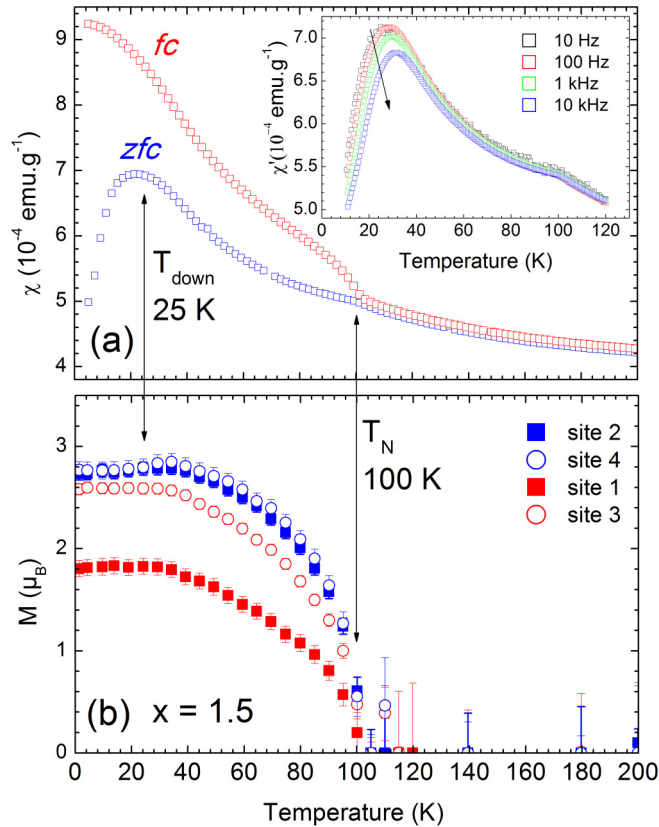 (a)
fc
zfc
T_down
25 K
χ (10⁻⁴ emu.g⁻¹)
9
8
7
6
5
4
χ'(10⁻⁴ emu.g⁻¹)
7.0
6.5
6.0
5.5
5.0
10 Hz
100 Hz
1 kHz
10 kHz
0 20 40 60 80 100 120
Temperature (K)
T_N
100 K
site 2
site 4
site 1
site 3
M (μ_B)
3
2
1
0
(b) x = 1.5
0 20 40 60 80 100 120 140 160 180 200
Temperature (K)